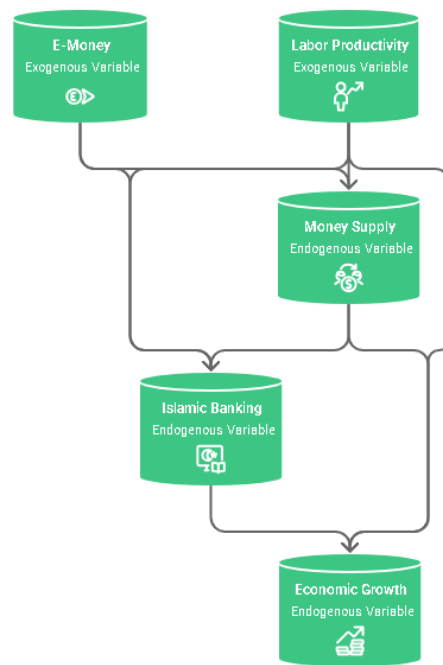 E-Money
Exogenous Variable
Labor Productivity
Exogenous Variable
Money Supply
Endogenous Variable
Islamic Banking
Endogenous Variable
Economic Growth
Endogenous Variable